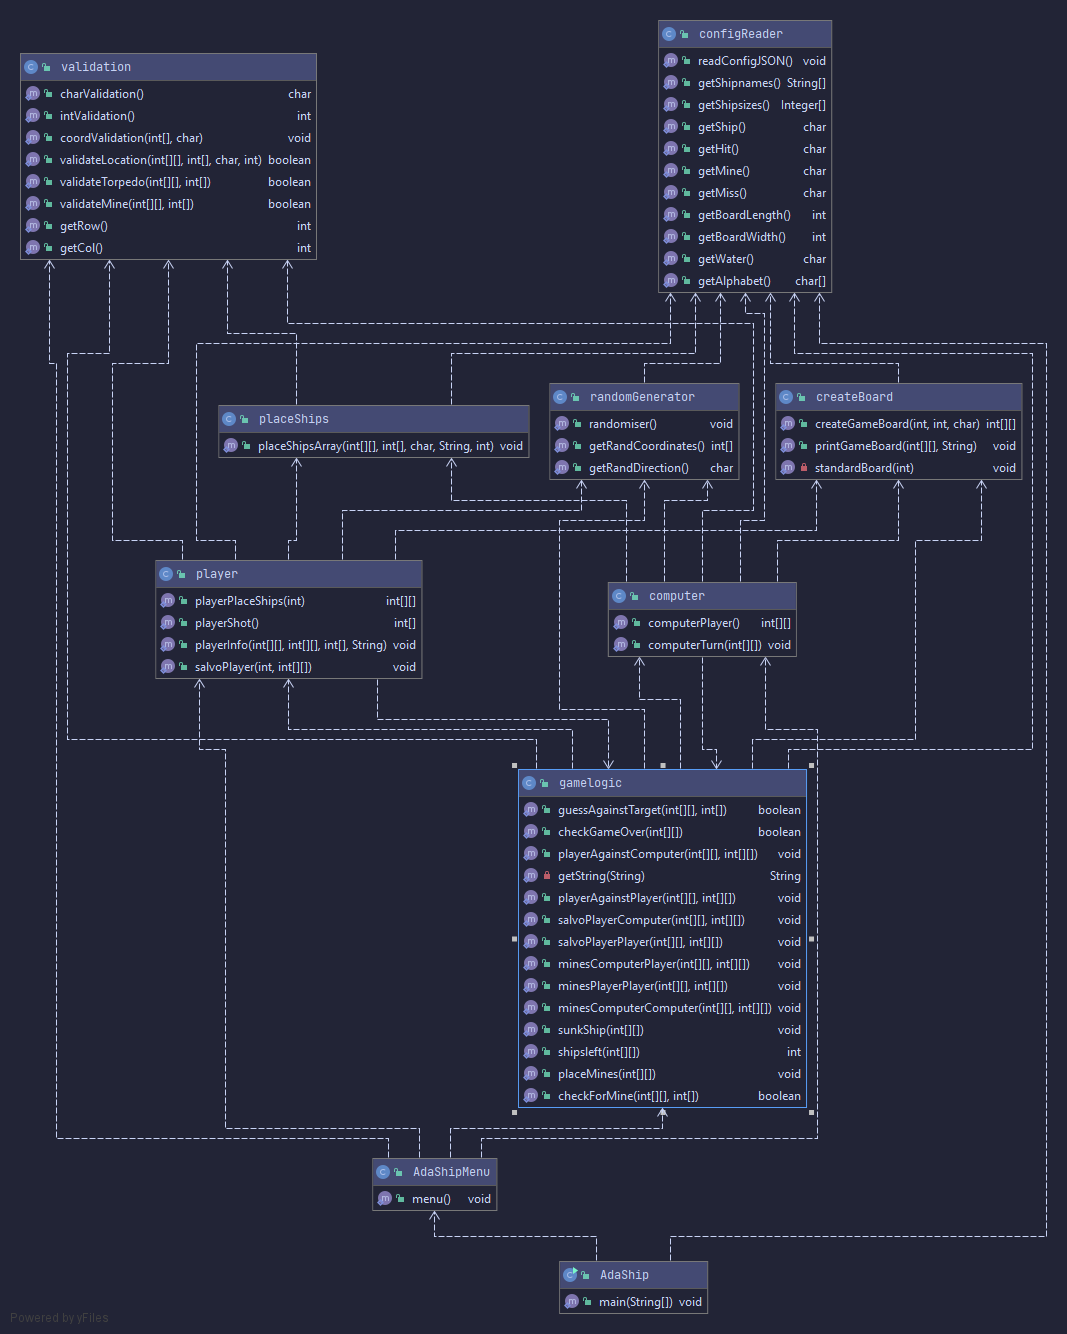 configReader
readConfigJSON() void
getShipnames() String[]
getShipsizes() Integer[]
getShip() char
getHit() char
getMine() char
getMiss() char
getBoardLength() int
getBoardWidth() int
getWater() char
getAlphabet() char[]
validation
charValidation() char
intValidation() int
coordValidation(int[], char) void
validateLocation(int[][], int[], char, int) boolean
validateTorpedo(int[][], int[]) boolean
validateMine(int[][], int[]) boolean
getRow() int
getCol() int
placeShips
placeShipsArray(int[][], int[], char, String, int) void
randomGenerator
randomiser() void
getRandCoordinates() int[]
getRandDirection() char
createBoard
createGameBoard(int, int, char) int[][]
printGameBoard(int[][], String) void
standardBoard(int) void
player
playerPlaceShips(int) int[][]
playerShot() int[]
playerInfo(int[][], int[][], int[], String) void
salvoPlayer(int, int[][]) void
computer
computerPlayer() int[][]
computerTurn(int[][]) void
gamelogic
guessAgainstTarget(int[][], int[]) boolean
checkGameOver(int[][]) boolean
playerAgainstComputer(int[][], int[][]) void
getString(String) String
playerAgainstPlayer(int[][], int[][]) void
salvoPlayerComputer(int[][], int[][]) void
salvoPlayerPlayer(int[][], int[][]) void
minesComputerPlayer(int[][], int[][]) void
minesPlayerPlayer(int[][], int[][]) void
minesComputerComputer(int[][], int[][]) void
sunkShip(int[][]) void
shipsleft(int[][]) int
placeMines(int[][]) void
checkForMine(int[][], int[]) boolean
AdaShipMenu
menu() void
AdaShip
main(String[]) void
Powered by yFiles